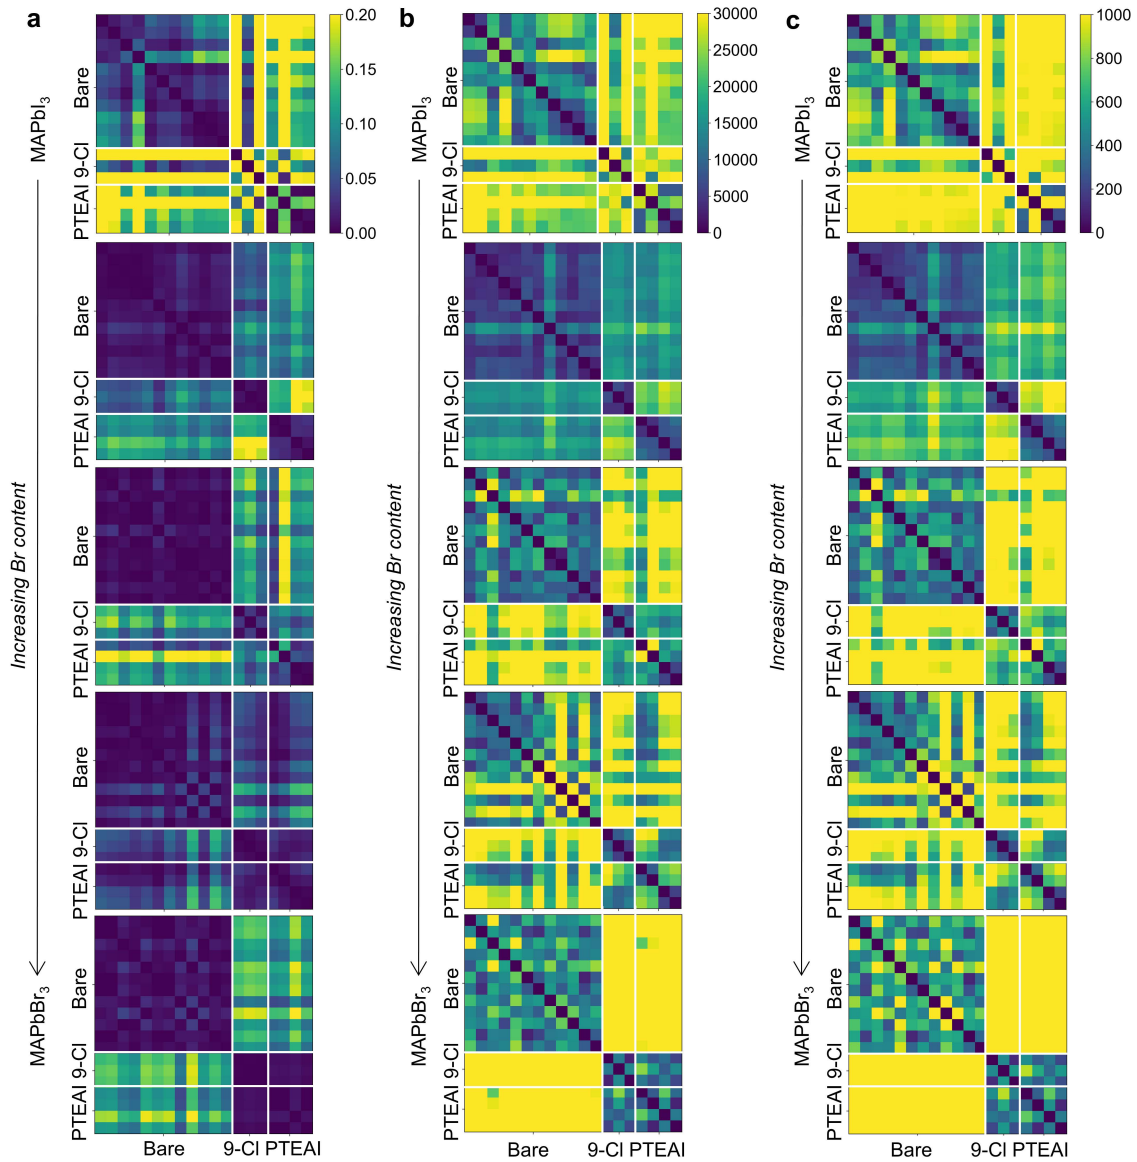 a
b
c
0.20
0.15
0.10
0.05
0.00
30000
25000
20000
15000
10000
5000
0
1000
800
600
400
200
0
MAPbI3
Increasing Br content
MAPbBr3
Bare
9-Cl
PTEAI
Bare
9-Cl
PTEAI
Bare
9-Cl
PTEAI
Bare
9-Cl
PTEAI
Bare
9-Cl
PTEAI
MAPbI3
Increasing Br content
MAPbBr3
Bare
9-Cl
PTEAI
Bare
9-Cl
PTEAI
Bare
9-Cl
PTEAI
Bare
9-Cl
PTEAI
Bare
9-Cl
PTEAI
MAPbI3
Increasing Br content
MAPbBr3
Bare
9-Cl
PTEAI
Bare
9-Cl
PTEAI
Bare
9-Cl
PTEAI
Bare
9-Cl
PTEAI
Bare
9-Cl
PTEAI
Bare 9-Cl PTEAI
Bare 9-Cl PTEAI
Bare 9-Cl PTEAI